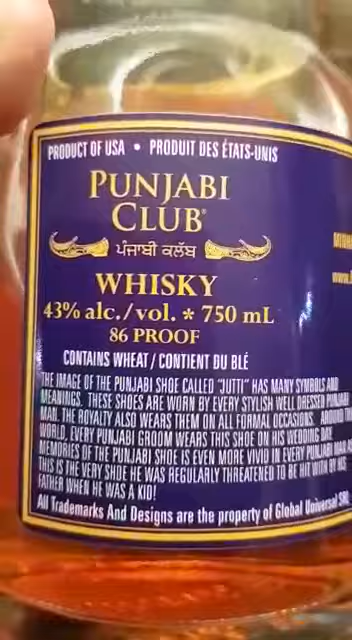 PRODUCT OF USA • PRODUIT DES ÉTATS-UNIS
PUNJABI
CLUB®
ਪੰਜਾਬੀ ਕਲੱਬ
WHISKY
43% alc./vol. * 750 mL
86 PROOF
CONTAINS WHEAT / CONTIENT DU BLÉ
THE IMAGE OF THE PUNJABI SHOE CALLED "JUTTI" HAS MANY SYMBOLS AND
MEANINGS. THESE SHOES ARE WORN BY EVERY STYLISH WELL DRESSED PUNJABI
MAN. THE ROYALTY ALSO WEARS THEM ON ALL FORMAL OCCASIONS. AROUND THE
WORLD, EVERY PUNJABI GROOM WEARS THIS SHOE ON HIS WEDDING DAY.
MEMORIES OF THE PUNJABI SHOE IS EVEN MORE VIVID IN EVERY PUNJABI MAN AS
THIS IS THE VERY SHOE HE WAS REGULARLY THREATENED TO BE HIT WITH BY HIS
FATHER WHEN HE WAS A KID!
All Trademarks And Designs are the property of Global Universal